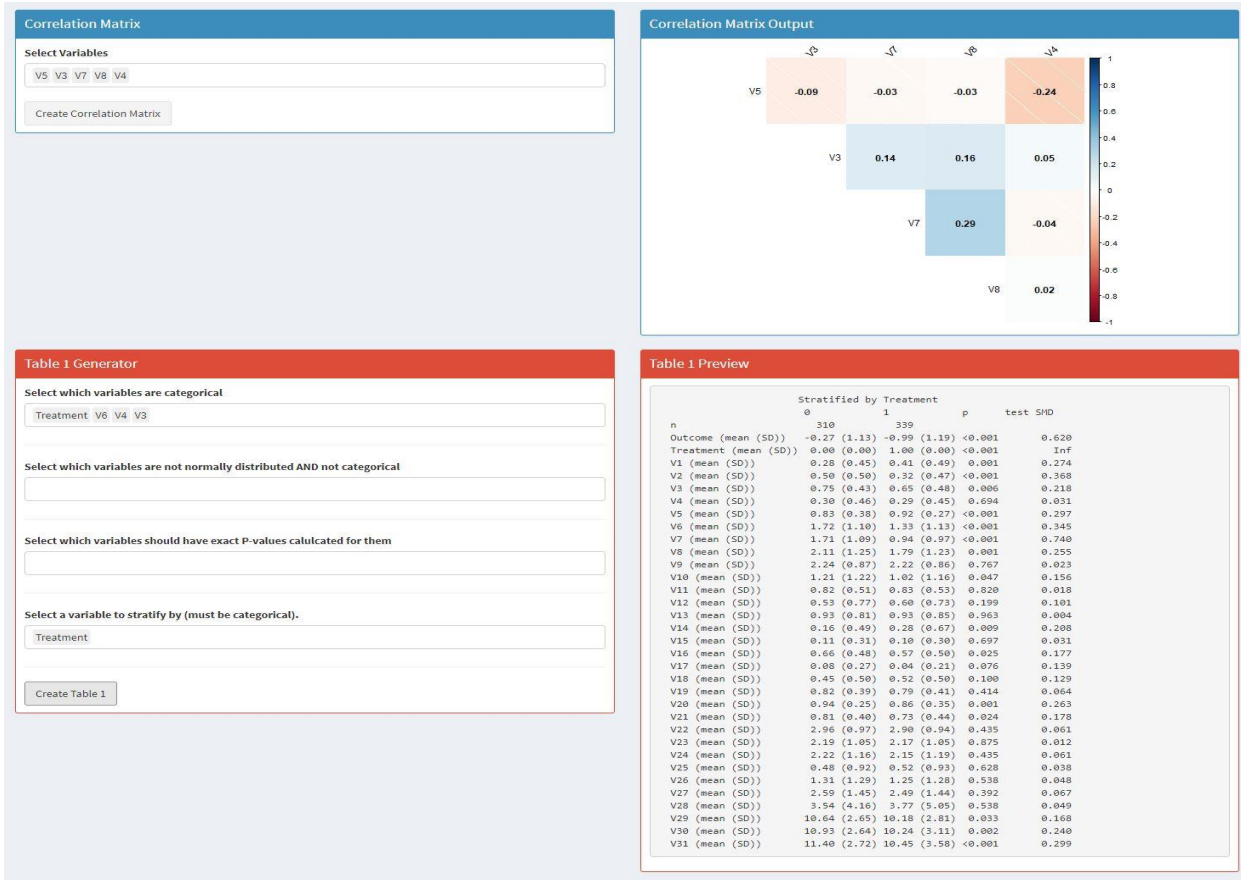 Correlation Matrix
Select Variables
V5 V3 V7 V8 V4
Create Correlation Matrix
Correlation Matrix Output
V3 V7 V8 V4
V5 -0.09 -0.03 -0.03 -0.24
V3 0.14 0.16 0.05
V7 0.29 -0.04
V8 0.02
1
0.8
0.6
0.4
0.2
0
-0.2
-0.4
-0.6
-0.8
-1
Table 1 Generator
Select which variables are categorical
Treatment V6 V4 V3
Select which variables are not normally distributed AND not categorical
Select which variables should have exact P-values calulcated for them
Select a variable to stratify by (must be categorical).
Treatment
Create Table 1
Table 1 Preview
Stratified by Treatment
0 1 p test SMD
n 310 339
Outcome (mean (SD)) -0.27 (1.13) -0.99 (1.19) <0.001 0.620
Treatment (mean (SD)) 0.00 (0.00) 1.00 (0.00) <0.001 Inf
V1 (mean (SD)) 0.28 (0.45) 0.41 (0.49) 0.001 0.274
V2 (mean (SD)) 0.50 (0.50) 0.32 (0.47) <0.001 0.368
V3 (mean (SD)) 0.75 (0.43) 0.65 (0.48) 0.006 0.218
V4 (mean (SD)) 0.30 (0.46) 0.29 (0.45) 0.694 0.031
V5 (mean (SD)) 0.83 (0.38) 0.92 (0.27) <0.001 0.297
V6 (mean (SD)) 1.72 (1.10) 1.33 (1.13) <0.001 0.345
V7 (mean (SD)) 1.71 (1.09) 0.94 (0.97) <0.001 0.740
V8 (mean (SD)) 2.11 (1.25) 1.79 (1.23) 0.001 0.255
V9 (mean (SD)) 2.24 (0.87) 2.22 (0.86) 0.767 0.023
V10 (mean (SD)) 1.21 (1.22) 1.02 (1.16) 0.047 0.156
V11 (mean (SD)) 0.82 (0.51) 0.83 (0.53) 0.820 0.018
V12 (mean (SD)) 0.53 (0.77) 0.60 (0.73) 0.199 0.101
V13 (mean (SD)) 0.93 (0.81) 0.93 (0.85) 0.963 0.004
V14 (mean (SD)) 0.16 (0.49) 0.28 (0.67) 0.009 0.208
V15 (mean (SD)) 0.11 (0.31) 0.10 (0.30) 0.697 0.031
V16 (mean (SD)) 0.66 (0.48) 0.57 (0.50) 0.025 0.177
V17 (mean (SD)) 0.08 (0.27) 0.04 (0.21) 0.076 0.139
V18 (mean (SD)) 0.45 (0.50) 0.52 (0.50) 0.100 0.129
V19 (mean (SD)) 0.82 (0.39) 0.79 (0.41) 0.414 0.064
V20 (mean (SD)) 0.94 (0.25) 0.86 (0.35) 0.001 0.263
V21 (mean (SD)) 0.81 (0.40) 0.73 (0.44) 0.024 0.178
V22 (mean (SD)) 2.96 (0.97) 2.90 (0.94) 0.435 0.061
V23 (mean (SD)) 2.19 (1.05) 2.17 (1.05) 0.875 0.012
V24 (mean (SD)) 2.22 (1.16) 2.15 (1.19) 0.435 0.061
V25 (mean (SD)) 0.48 (0.92) 0.52 (0.93) 0.628 0.038
V26 (mean (SD)) 1.31 (1.29) 1.25 (1.28) 0.538 0.048
V27 (mean (SD)) 2.59 (1.45) 2.49 (1.44) 0.392 0.067
V28 (mean (SD)) 3.54 (4.16) 3.77 (5.05) 0.538 0.049
V29 (mean (SD)) 10.64 (2.65) 10.18 (2.81) 0.033 0.168
V30 (mean (SD)) 10.93 (2.64) 10.24 (3.11) 0.002 0.240
V31 (mean (SD)) 11.40 (2.72) 10.45 (3.58) <0.001 0.299